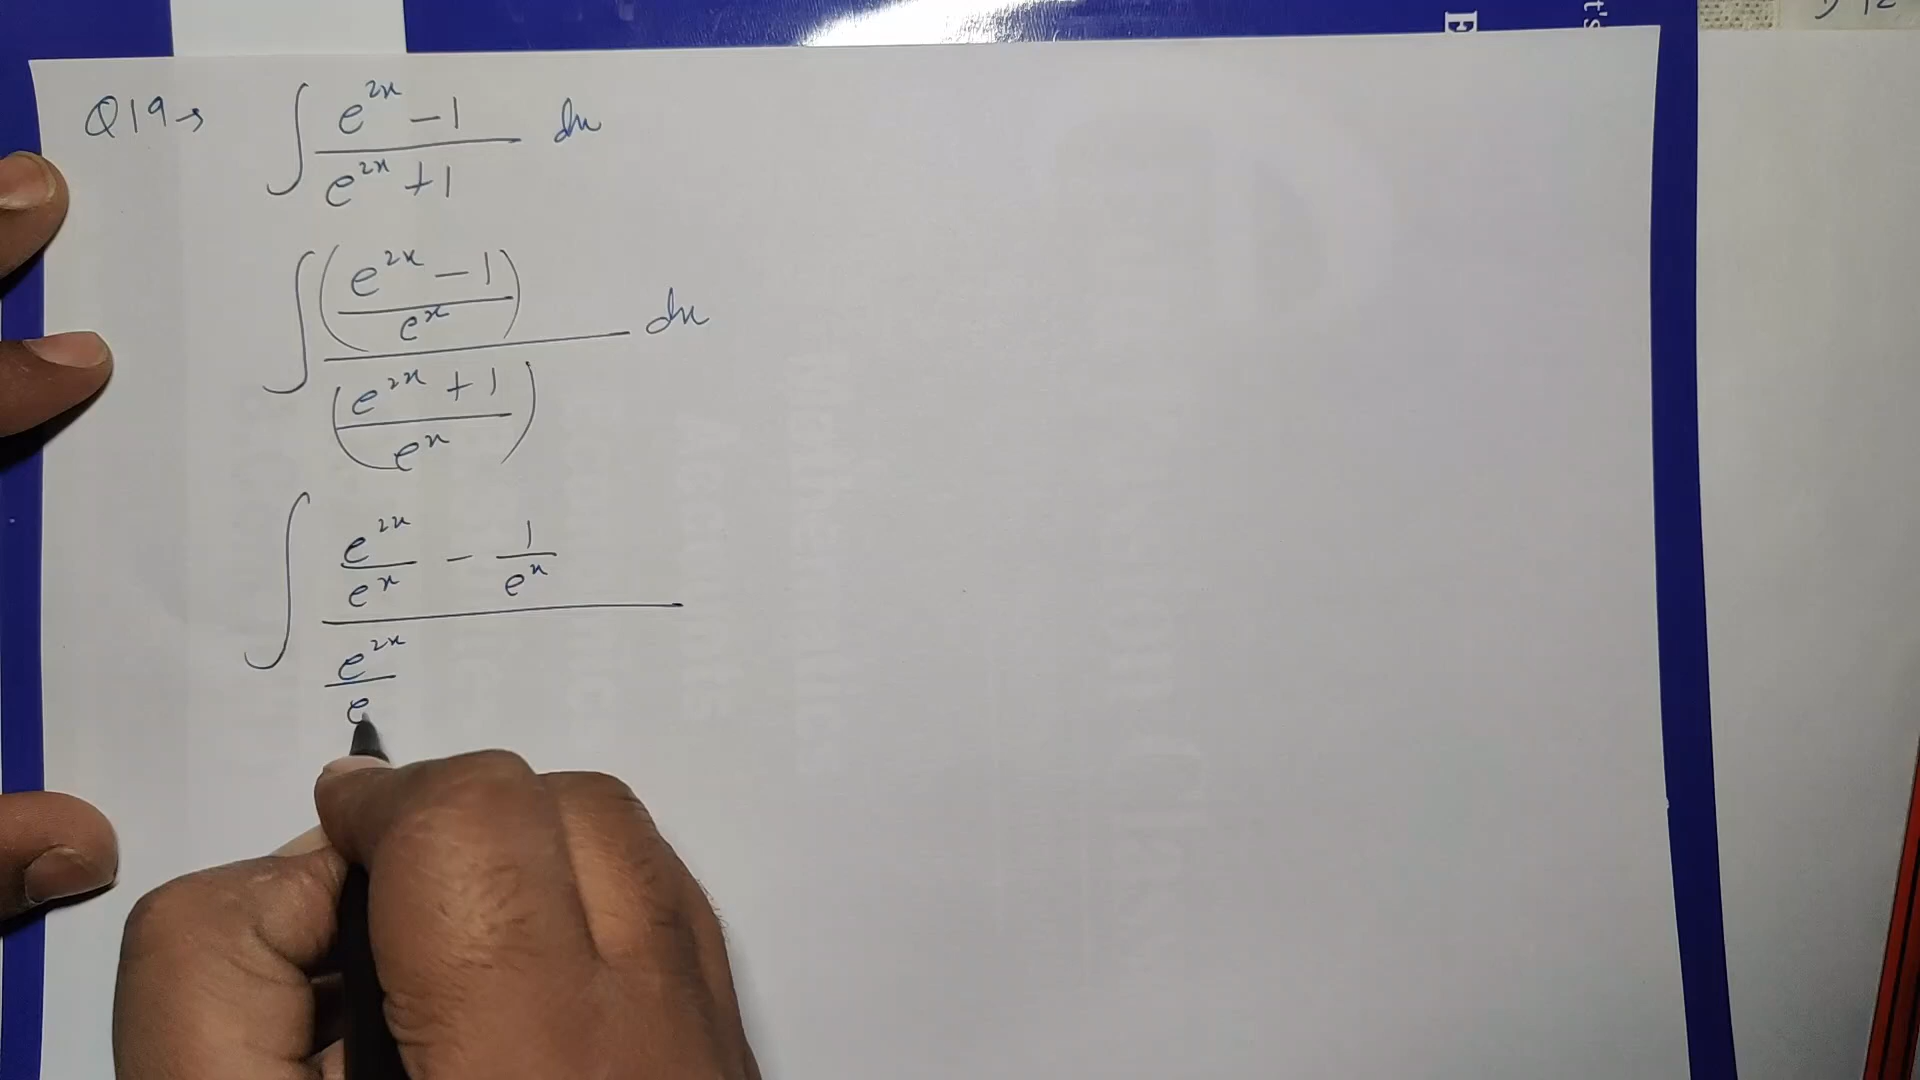 Q19→ ∫ (e^{2x} - 1)/(e^{2x} + 1) dx
∫ ((e^{2x} - 1)/e^x)/((e^{2x} + 1)/e^x) dx
∫ (e^{2x}/e^x - 1/e^x)/(e^{2x}/e
E
t's